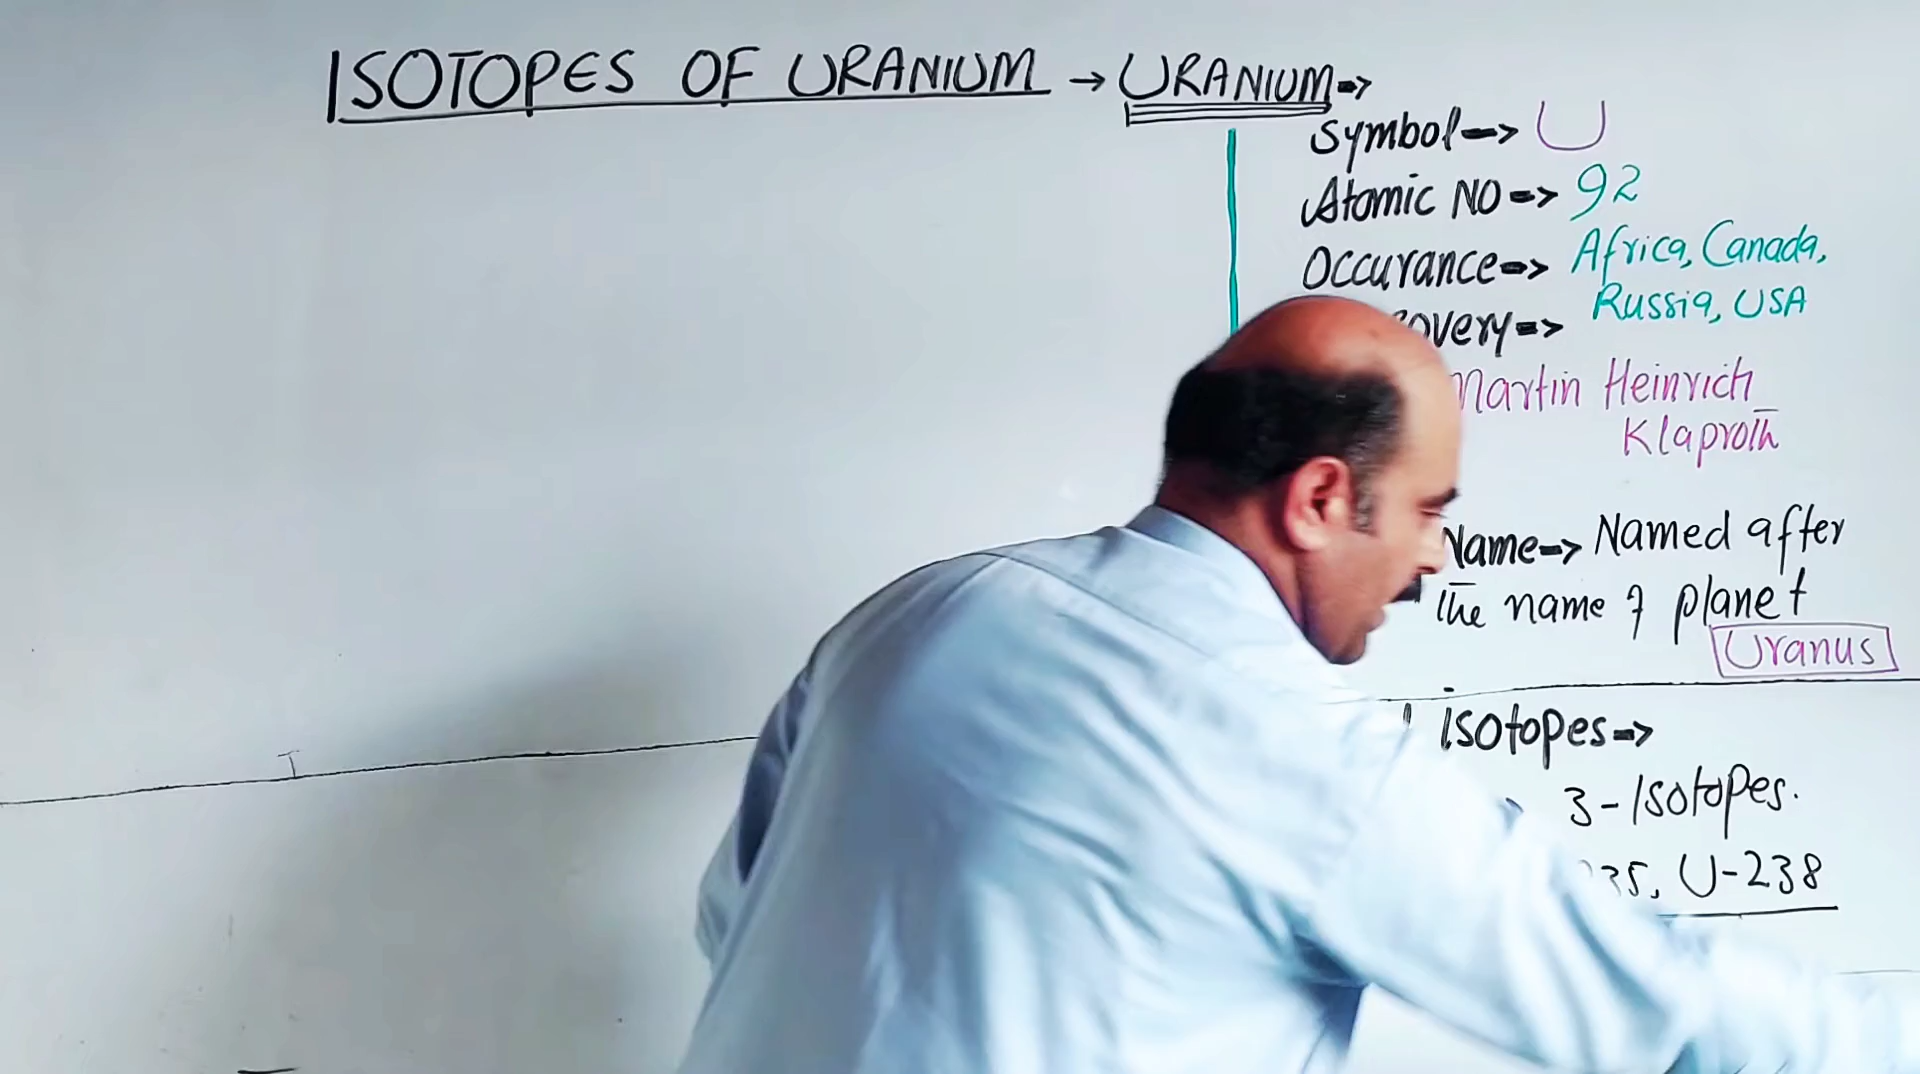 ISOTOPES OF URANIUM → URANIUM =>
Symbol => U
Atomic NO => 92
Occurance => Africa, Canada,
Russia, USA
overy =>
Martin Heinrich
Klaproth
Name => Named after
the name of planet
Uranus
Isotopes =>
3-Isotopes.
35, U-238